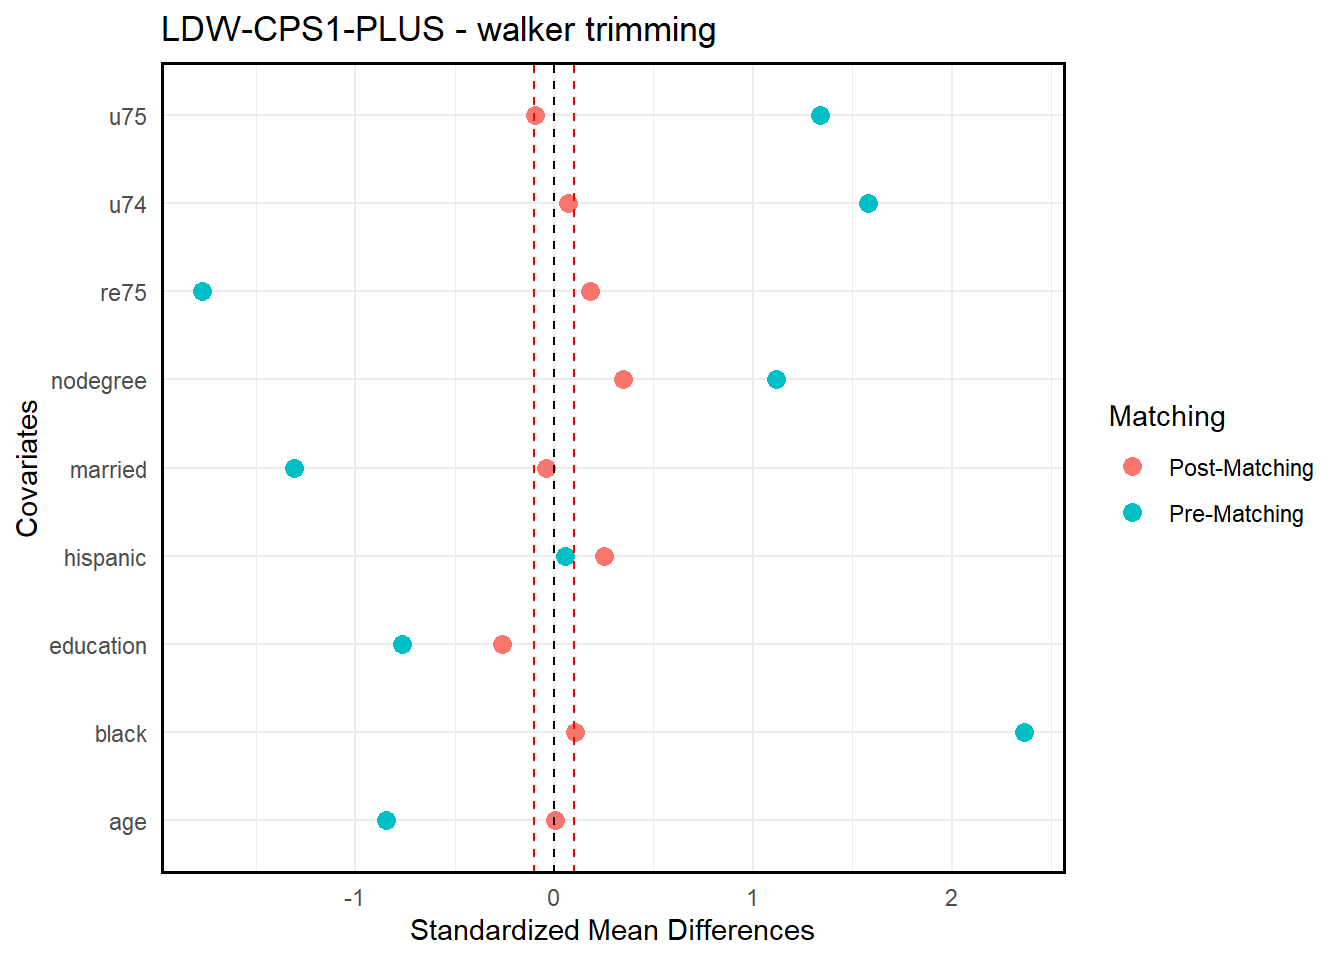 LDW-CPS1-PLUS - walker trimming
Covariates
u75
u74
re75
nodegree
married
hispanic
education
black
age
-1
0
1
2
Standardized Mean Differences
Matching
Post-Matching
Pre-Matching